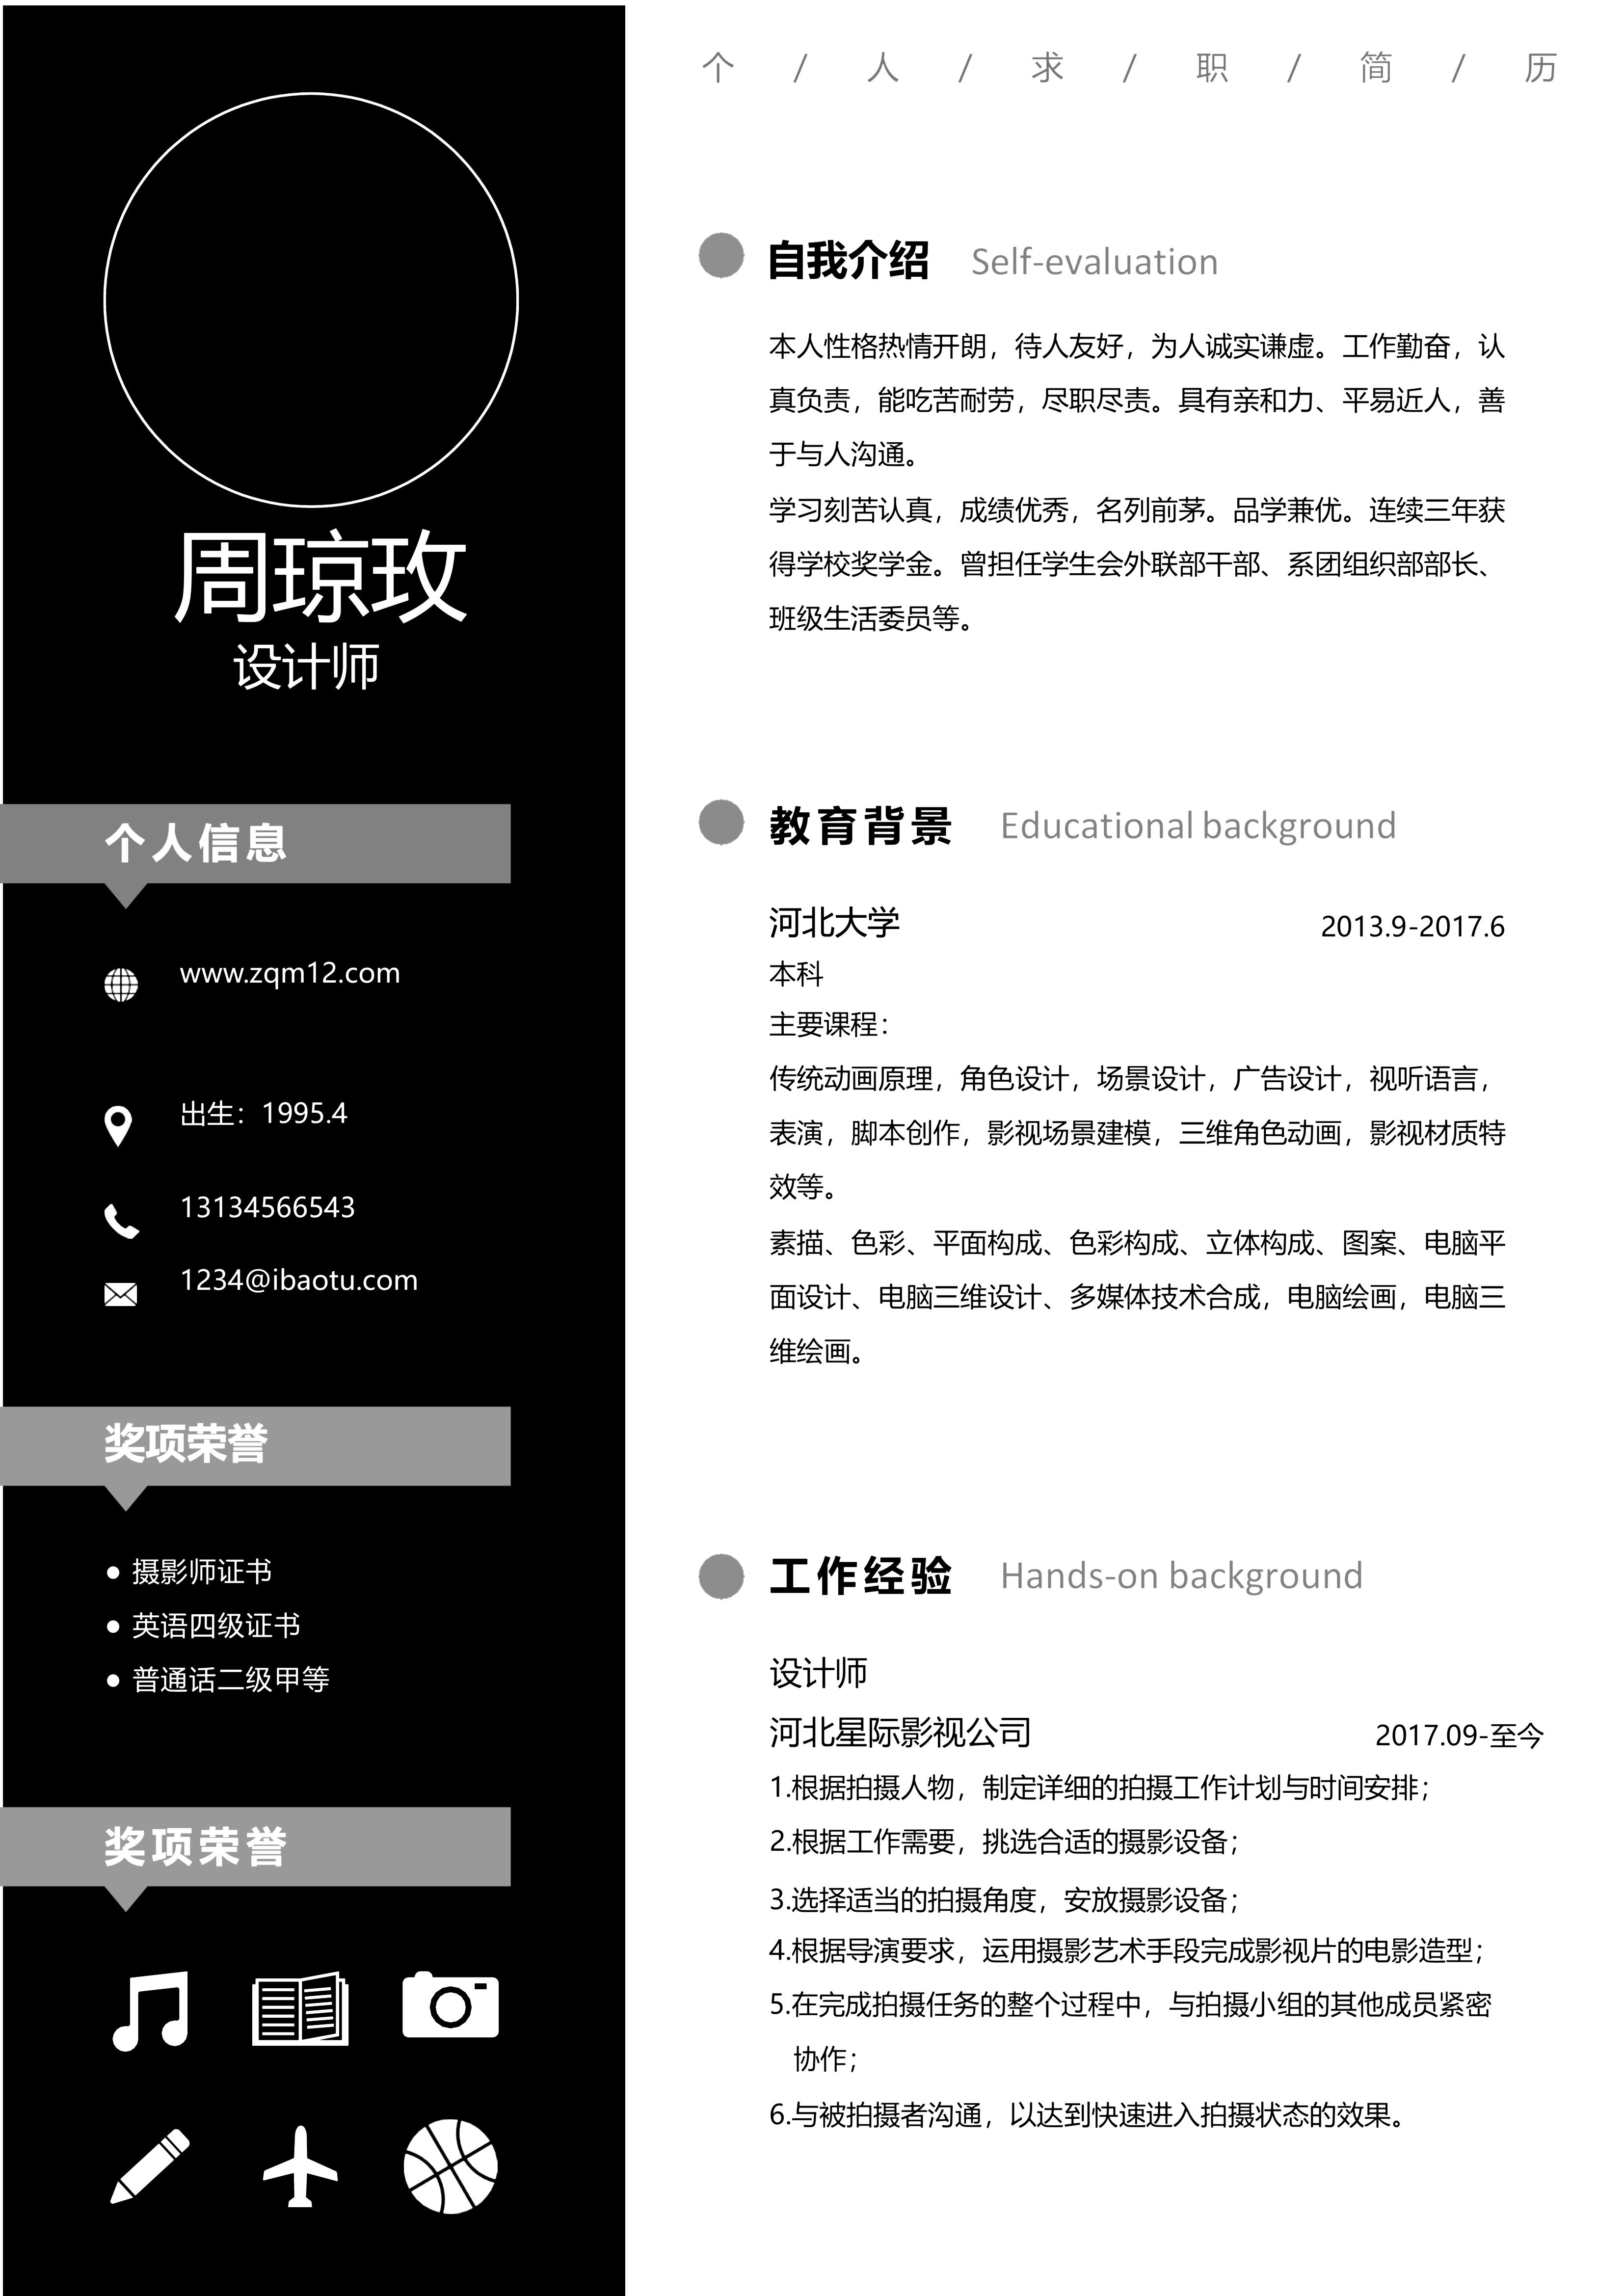 个 / 人 / 求 / 职 / 简 / 历
周琼玫
设计师
个人信息
www.zqm12.com
出生：1995.4
13134566543
1234@ibaotu.com
奖项荣誉
● 摄影师证书
● 英语四级证书
● 普通话二级甲等
奖项荣誉
自我介绍 Self-evaluation
本人性格热情开朗，待人友好，为人诚实谦虚。工作勤奋，认
真负责，能吃苦耐劳，尽职尽责。具有亲和力、平易近人，善
于与人沟通。
学习刻苦认真，成绩优秀，名列前茅。品学兼优。连续三年获
得学校奖学金。曾担任学生会外联部干部、系团组织部部长、
班级生活委员等。
教育背景 Educational background
河北大学 2013.9-2017.6
本科
主要课程：
传统动画原理，角色设计，场景设计，广告设计，视听语言，
表演，脚本创作，影视场景建模，三维角色动画，影视材质特
效等。
素描、色彩、平面构成、色彩构成、立体构成、图案、电脑平
面设计、电脑三维设计、多媒体技术合成，电脑绘画，电脑三
维绘画。
工作经验 Hands-on background
设计师
河北星际影视公司 2017.09-至今
1.根据拍摄人物，制定详细的拍摄工作计划与时间安排；
2.根据工作需要，挑选合适的摄影设备；
3.选择适当的拍摄角度，安放摄影设备；
4.根据导演要求，运用摄影艺术手段完成影视片的电影造型；
5.在完成拍摄任务的整个过程中，与拍摄小组的其他成员紧密
协作；
6.与被拍摄者沟通，以达到快速进入拍摄状态的效果。